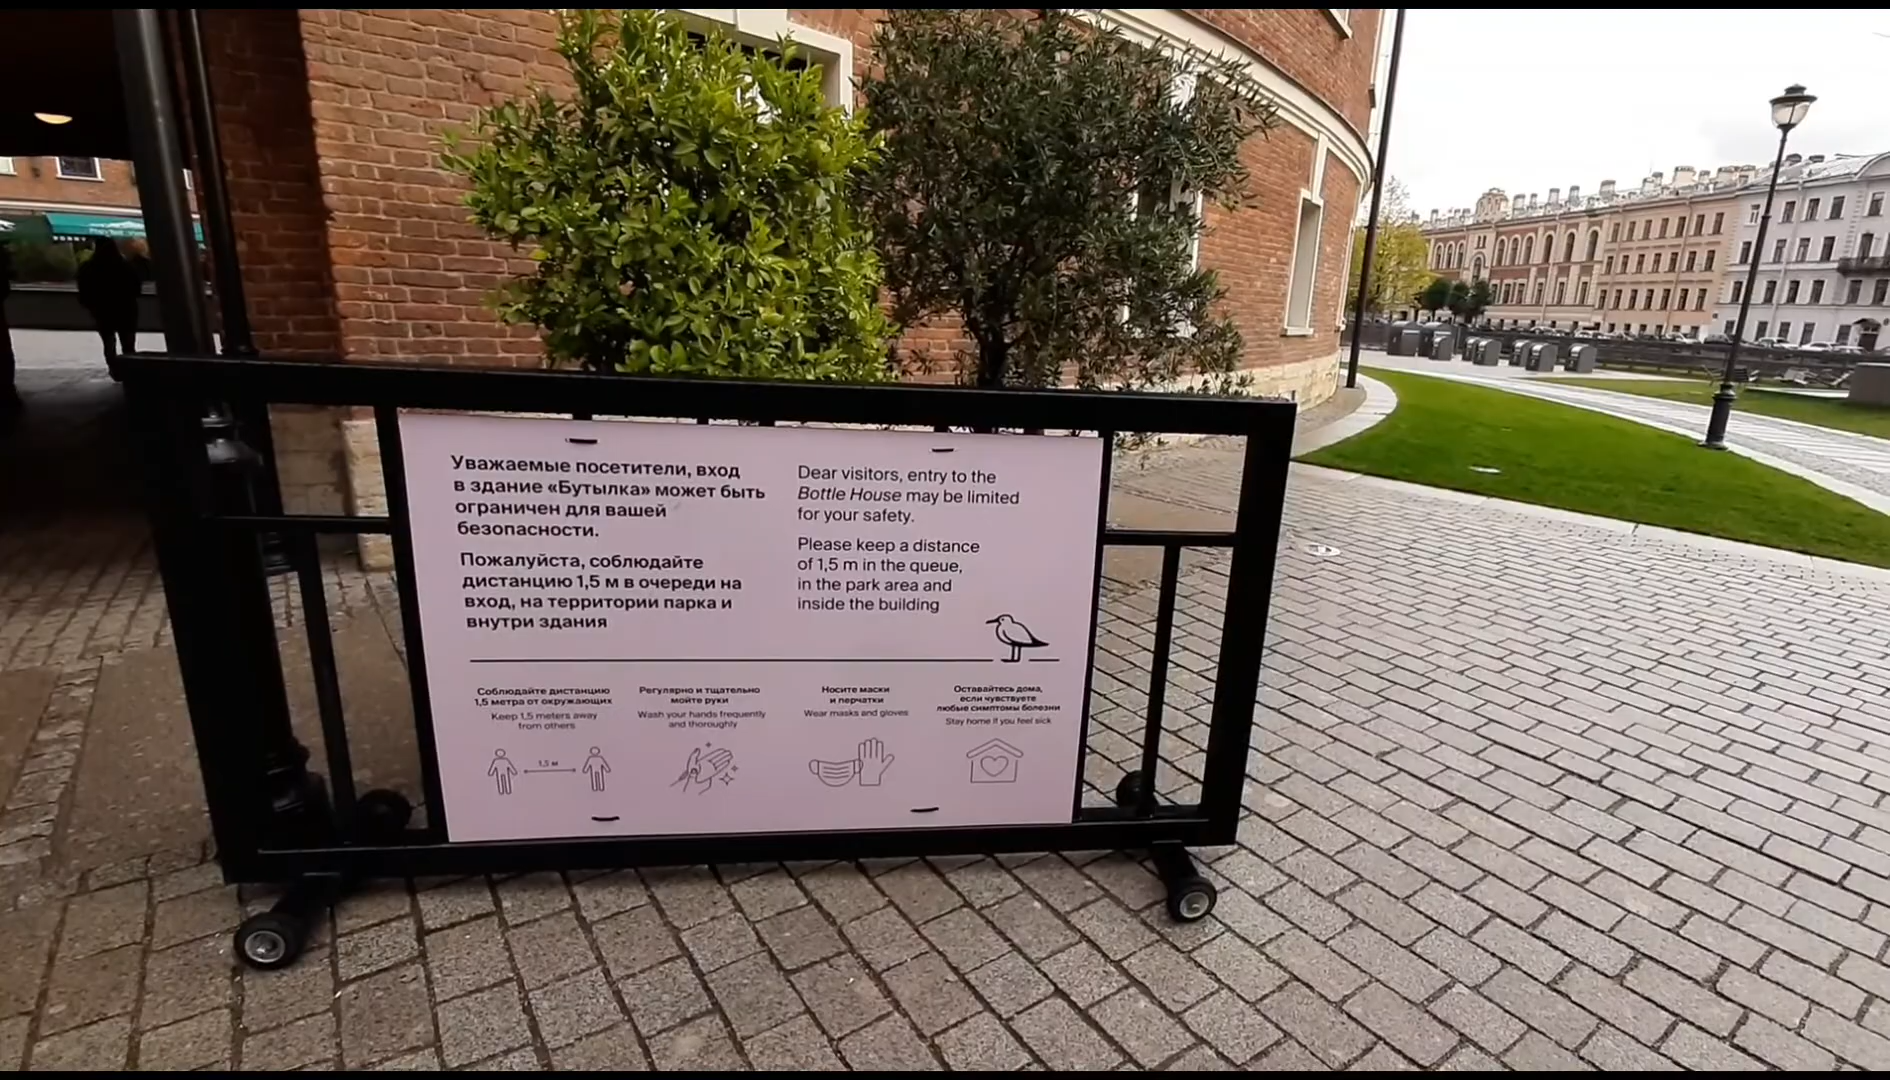 Уважаемые посетители, вход
в здание «Бутылка» может быть
ограничен для вашей
безопасности.
Пожалуйста, соблюдайте
дистанцию 1,5 м в очереди на
вход, на территории парка и
внутри здания
Dear visitors, entry to the
Bottle House may be limited
for your safety.
Please keep a distance
of 1,5 m in the queue,
in the park area and
inside the building
Соблюдайте дистанцию
1,5 метра от окружающих
Keep 1,5 meters away
from others
1,5 м
Регулярно и тщательно
мойте руки
Wash your hands frequently
and thoroughly
Носите маски
и перчатки
Wear masks and gloves
Оставайтесь дома,
если чувствуете
любые симптомы болезни
Stay home if you feel sick